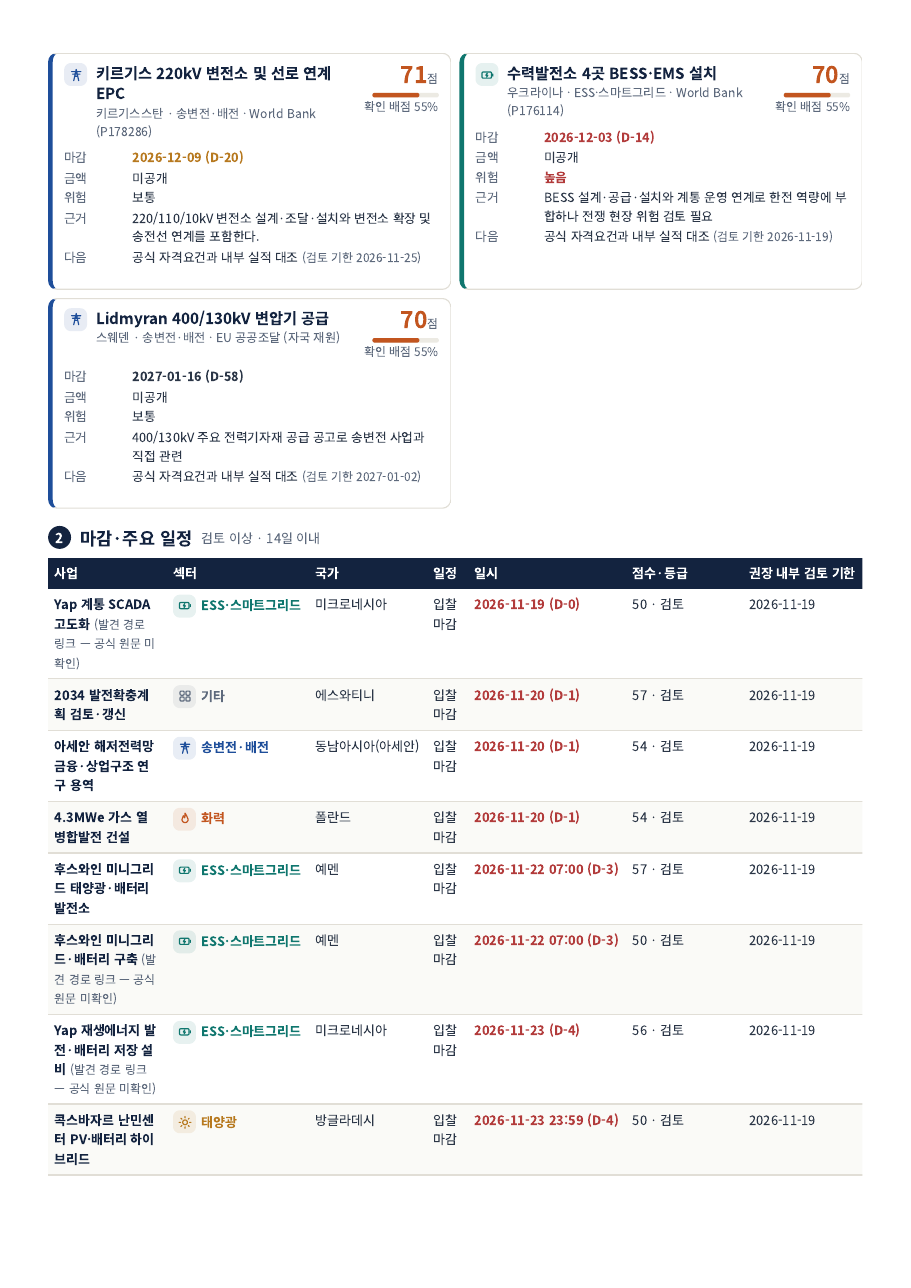 키르기스 220kV 변전소 및 선로 연계
EPC
키르기스스탄 · 송변전·배전 · World Bank
(P178286)
71점
확인 배점 55%
마감 2026-12-09 (D-20)
금액 미공개
위험 보통
근거 220/110/10kV 변전소 설계·조달·설치와 변전소 확장 및
송전선 연계를 포함한다.
다음 공식 자격요건과 내부 실적 대조 (검토 기한 2026-11-25)
수력발전소 4곳 BESS·EMS 설치
우크라이나 · ESS·스마트그리드 · World Bank
(P176114)
70점
확인 배점 55%
마감 2026-12-03 (D-14)
금액 미공개
위험 높음
근거 BESS 설계·공급·설치와 계통 운영 연계로 한전 역량에 부
합하나 전쟁 현장 위험 검토 필요
다음 공식 자격요건과 내부 실적 대조 (검토 기한 2026-11-19)
Lidmyran 400/130kV 변압기 공급
스웨덴 · 송변전·배전 · EU 공공조달 (자국 재원)
70점
확인 배점 55%
마감 2027-01-16 (D-58)
금액 미공개
위험 보통
근거 400/130kV 주요 전력기자재 공급 공고로 송변전 사업과
직접 관련
다음 공식 자격요건과 내부 실적 대조 (검토 기한 2027-01-02)
2 마감·주요 일정 검토 이상 · 14일 이내
사업 섹터 국가 일정 일시 점수·등급 권장 내부 검토 기한
Yap 계통 SCADA ESS·스마트그리드 미크로네시아 입찰 2026-11-19 (D-0) 50 · 검토 2026-11-19
고도화 (발견 경로 마감
링크 — 공식 원문 미
확인)
2034 발전확충계 기타 에스와티니 입찰 2026-11-20 (D-1) 57 · 검토 2026-11-19
획 검토·갱신 마감
아세안 해저전력망 송변전·배전 동남아시아(아세안) 입찰 2026-11-20 (D-1) 54 · 검토 2026-11-19
금융·상업구조 연 마감
구 용역
4.3MWe 가스 열 화력 폴란드 입찰 2026-11-20 (D-1) 54 · 검토 2026-11-19
병합발전 건설 마감
후스와인 미니그리 ESS·스마트그리드 예멘 입찰 2026-11-22 07:00 (D-3) 57 · 검토 2026-11-19
드 태양광·배터리 마감
발전소
후스와인 미니그리 ESS·스마트그리드 예멘 입찰 2026-11-22 07:00 (D-3) 50 · 검토 2026-11-19
드·배터리 구축 (발 마감
견 경로 링크 — 공식
원문 미확인)
Yap 재생에너지 발 ESS·스마트그리드 미크로네시아 입찰 2026-11-23 (D-4) 56 · 검토 2026-11-19
전·배터리 저장 설 마감
비 (발견 경로 링크
— 공식 원문 미확인)
콕스바자르 난민센 태양광 방글라데시 입찰 2026-11-23 23:59 (D-4) 50 · 검토 2026-11-19
터 PV·배터리 하이 마감
브리드